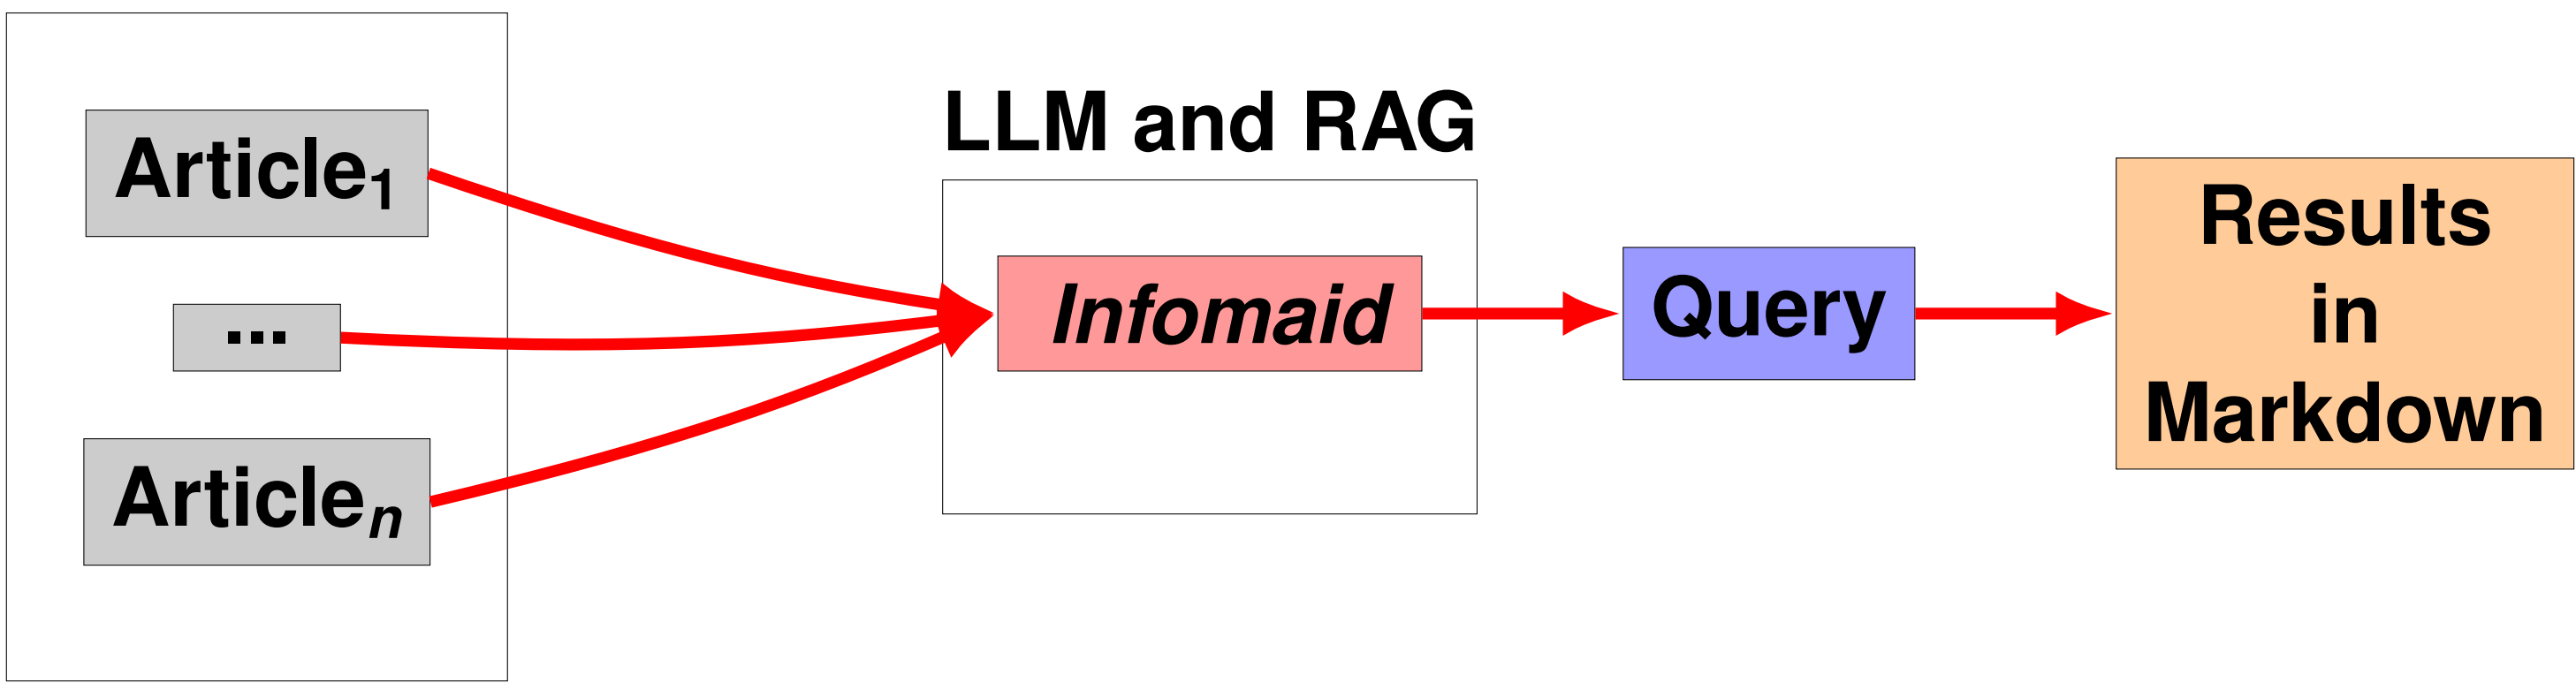 Article1
...
Articlen
LLM and RAG
Infomaid
Query
Results
in
Markdown